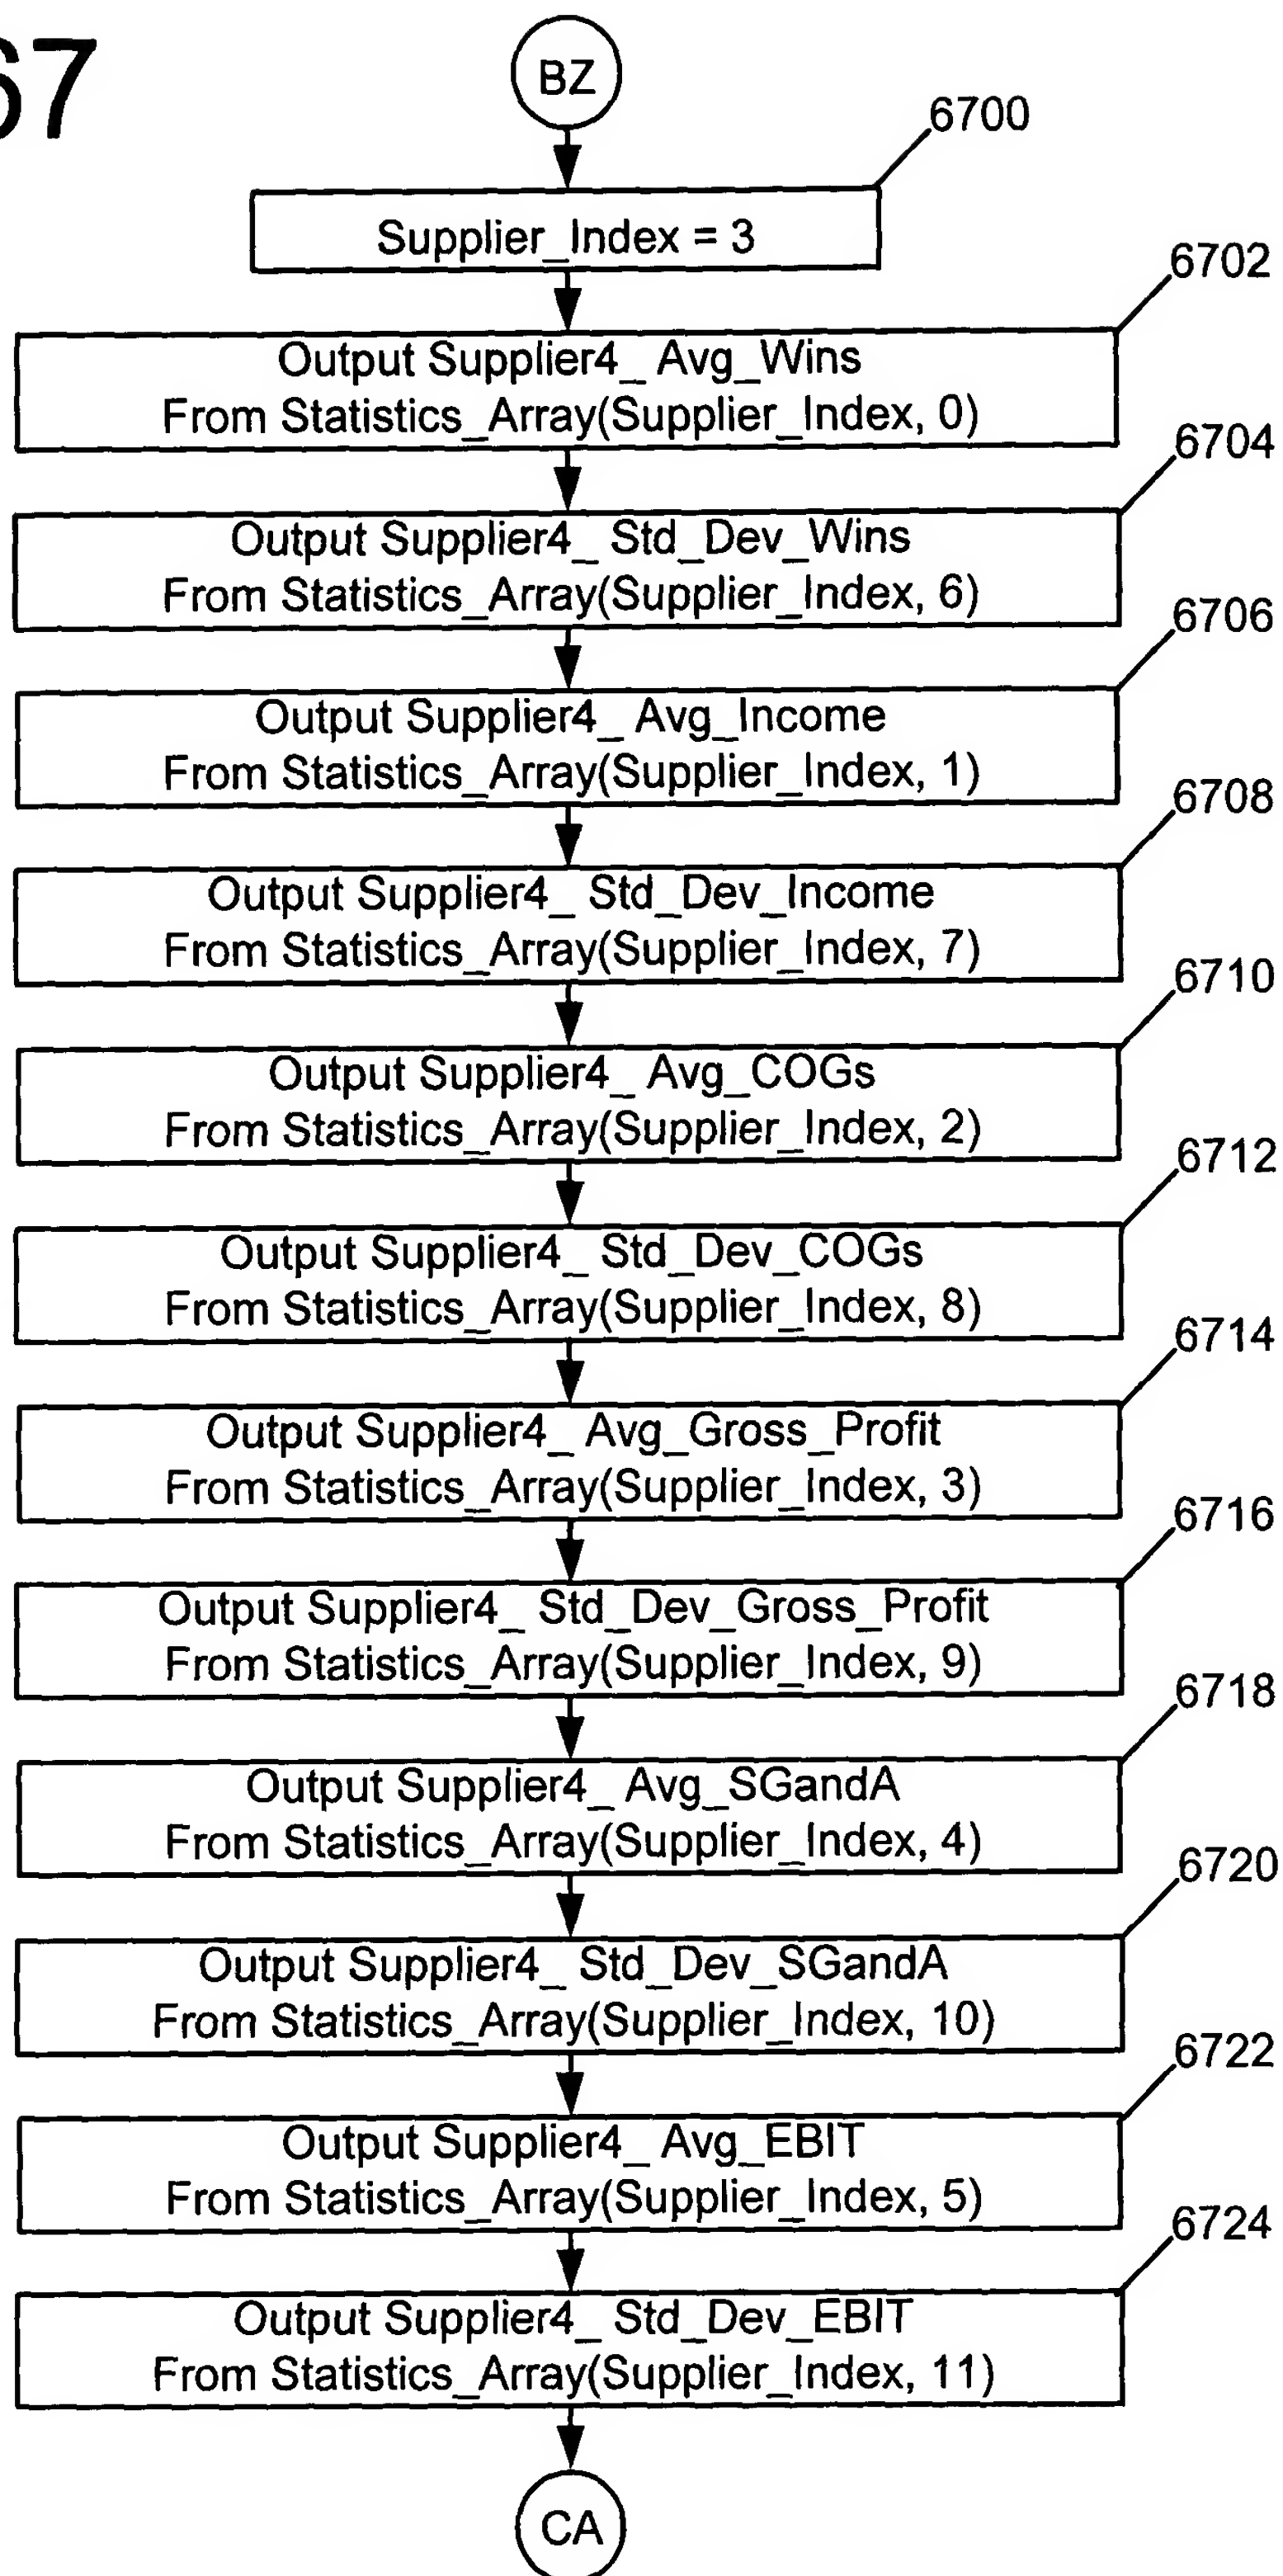 67
BZ
6700
Supplier_Index = 3
6702
Output Supplier4_ Avg_Wins
From Statistics_Array(Supplier_Index, 0)
6704
Output Supplier4_ Std_Dev_Wins
From Statistics_Array(Supplier_Index, 6)
6706
Output Supplier4_ Avg_Income
From Statistics_Array(Supplier_Index, 1)
6708
Output Supplier4_ Std_Dev_Income
From Statistics_Array(Supplier_Index, 7)
6710
Output Supplier4_ Avg_COGs
From Statistics_Array(Supplier_Index, 2)
6712
Output Supplier4_ Std_Dev_COGs
From Statistics_Array(Supplier_Index, 8)
6714
Output Supplier4_ Avg_Gross_Profit
From Statistics_Array(Supplier_Index, 3)
6716
Output Supplier4_ Std_Dev_Gross_Profit
From Statistics_Array(Supplier_Index, 9)
6718
Output Supplier4_ Avg_SGandA
From Statistics_Array(Supplier_Index, 4)
6720
Output Supplier4_ Std_Dev_SGandA
From Statistics_Array(Supplier_Index, 10)
6722
Output Supplier4_ Avg_EBIT
From Statistics_Array(Supplier_Index, 5)
6724
Output Supplier4_ Std_Dev_EBIT
From Statistics_Array(Supplier_Index, 11)
CA